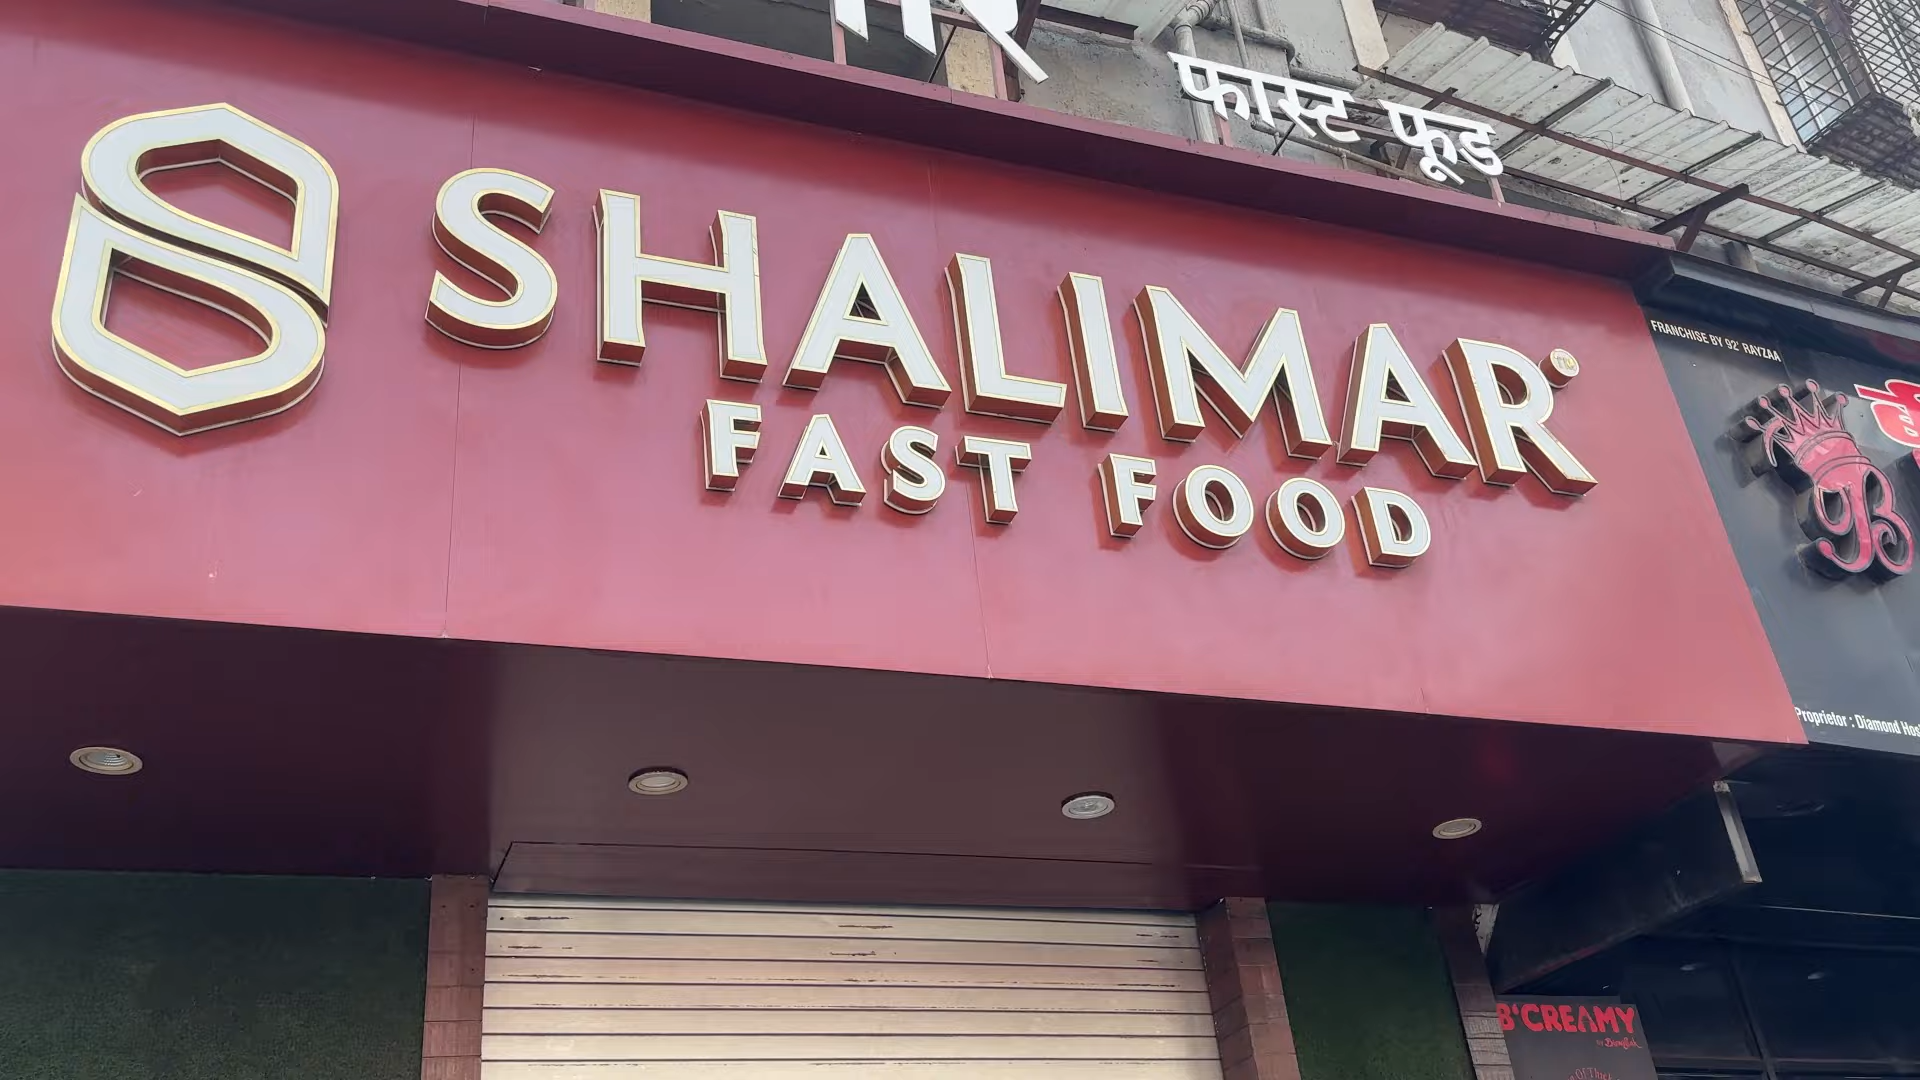 फास्ट फूड
SHALIMAR
FAST FOOD
FRANCHISE BY 92' RAYZAA
Proprietor : Diamond
B'CREAMY